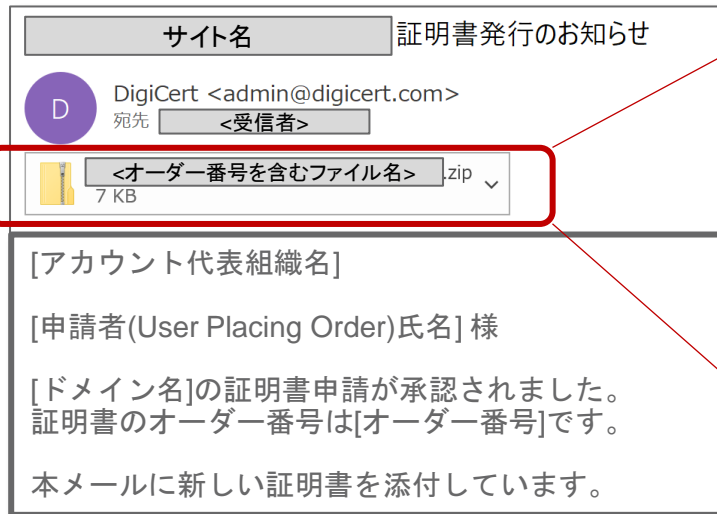 サイト名 証明書発行のお知らせ
D
DigiCert <admin@digicert.com>
宛先 <受信者>
<オーダー番号を含むファイル名> .zip
7 KB
[アカウント代表組織名]
[申請者(User Placing Order)氏名] 様
[ドメイン名]の証明書申請が承認されました。
証明書のオーダー番号は[オーダー番号]です。
本メールに新しい証明書を添付しています。